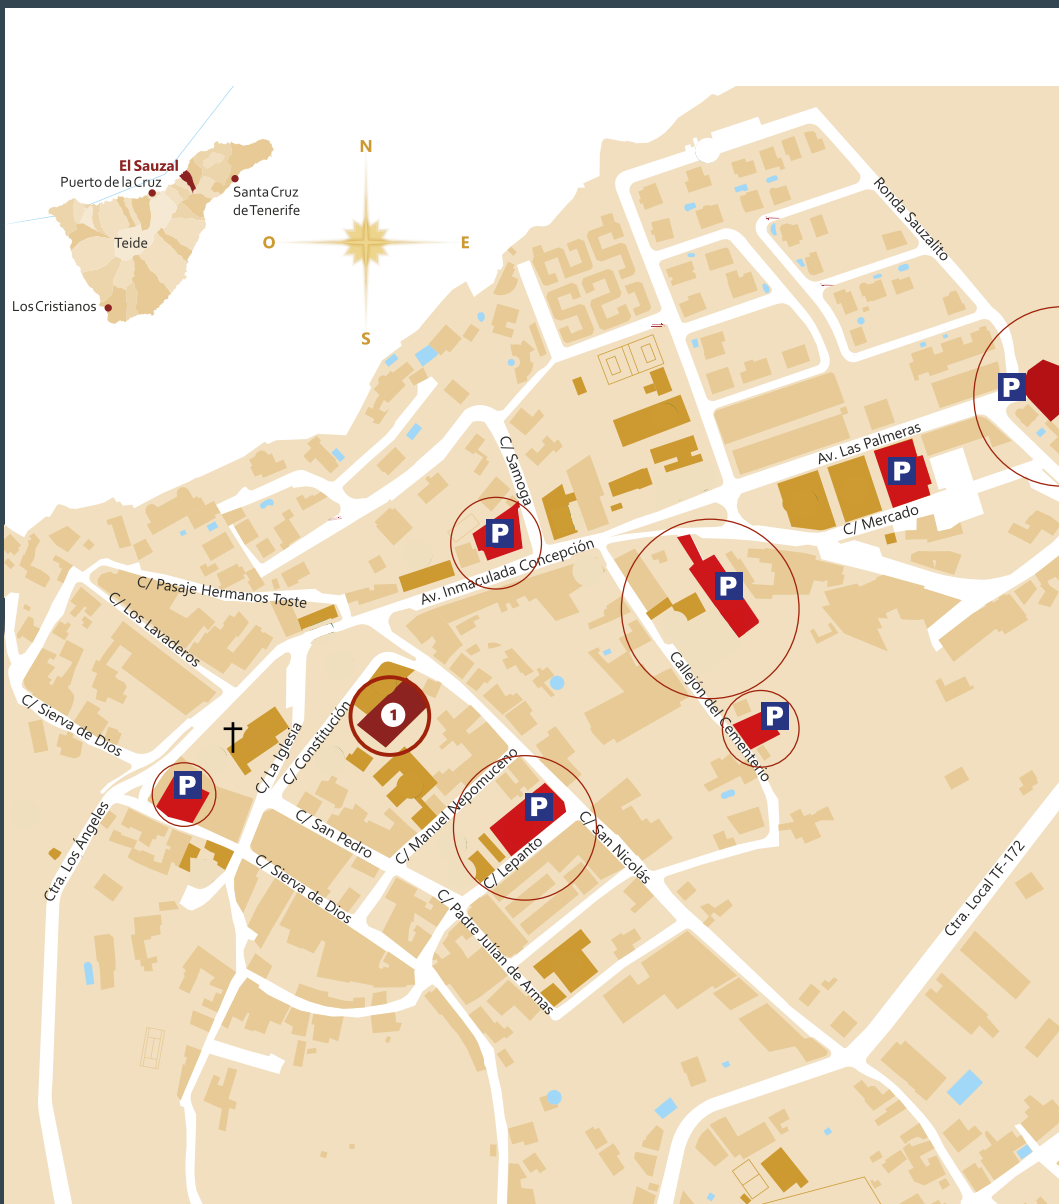 N
El Sauzal
Puerto de la Cruz
Santa Cruz
de Tenerife
O
E
Teide
Los Cristianos
S
Ronda Sauzalito
P
C/ Samoga
Av. Las Palmeras
P
C/ Mercado
P
Av. Inmaculada Concepción
C/ Pasaje Hermanos Toste
P
C/ Los Lavaderos
Callejón del Cementerio
C/ Sierva de Dios
1
P
C/ La Iglesia
C/ Constitución
P
C/ Manuel Nepomuceno
P
C/ San Pedro
C/ San Nicolás
C/ Lepanto
Ctra. Los Ángeles
C/ Sierva de Dios
C/ Padre Julían de Armas
Ctra. Local TF-172